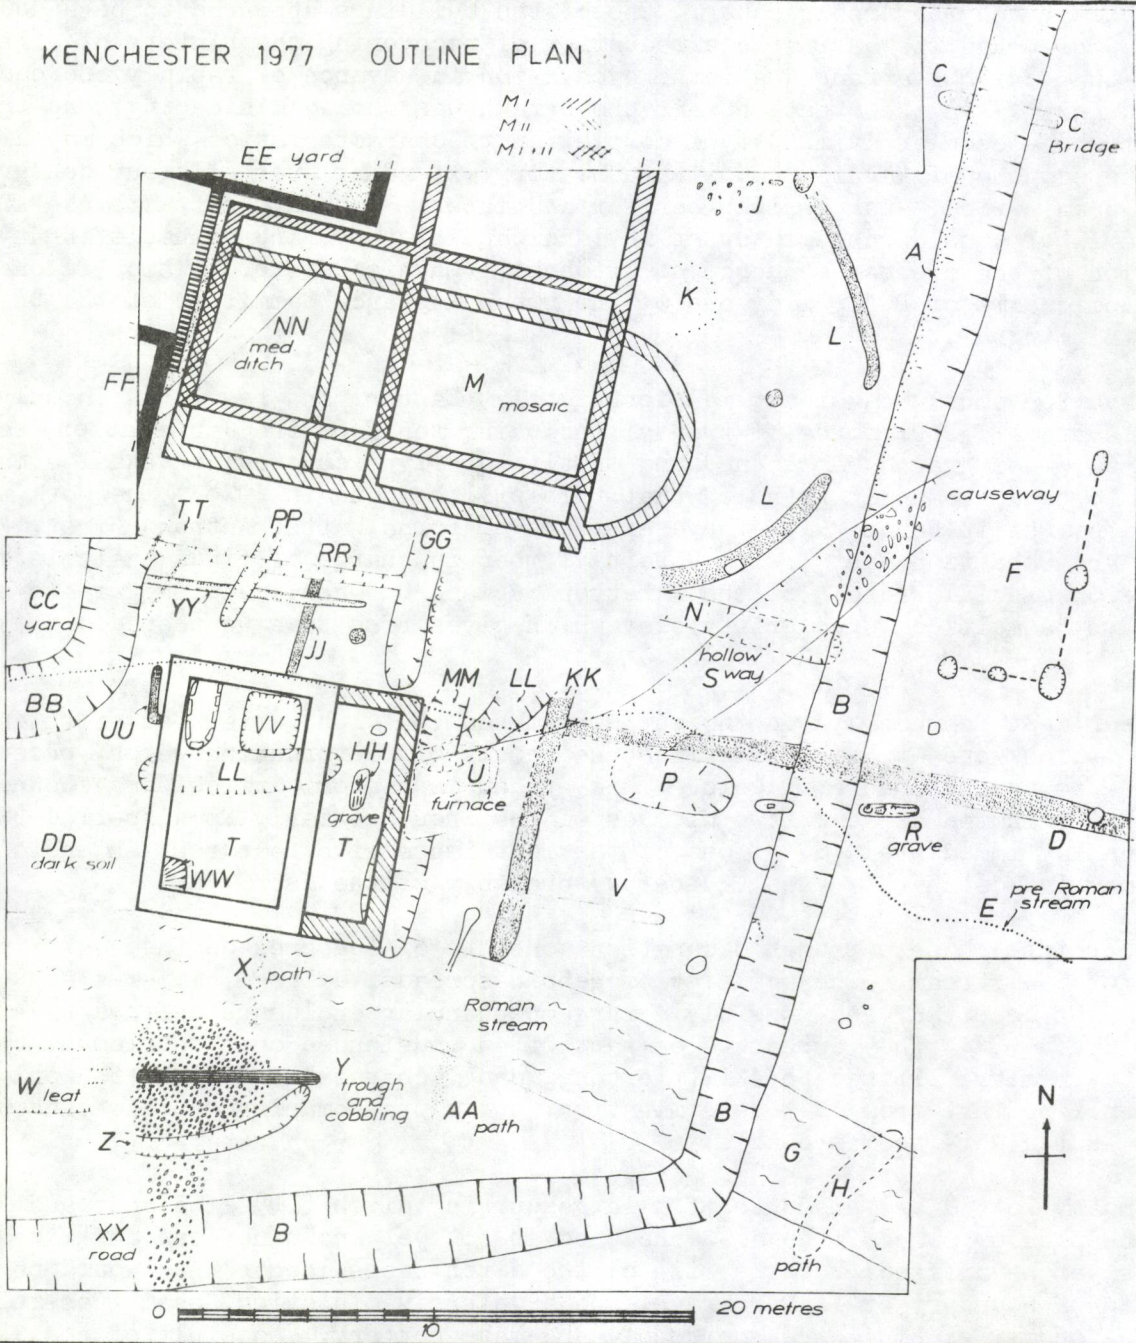 KENCHESTER 1977 OUTLINE PLAN
M i
M ii
M i+ii
C
C
Bridge
EE yard
J
A
K
L
NN
med
ditch
M
mosaic
FF
I
L
causeway
TT
PP
RR
GG
F
CC
yard
YY
JJ
N
hollow
S way
BB
UU
MM
LL
KK
B
VV
HH
LL
U
furnace
P
grave
R
grave
D
DD
dark soil
T
T
WW
V
E
pre Roman
stream
X path
Roman
stream
W leat
Y
trough
and
cobbling
AA
path
B
N
Z
G
H
XX
road
B
path
0
10
20 metres